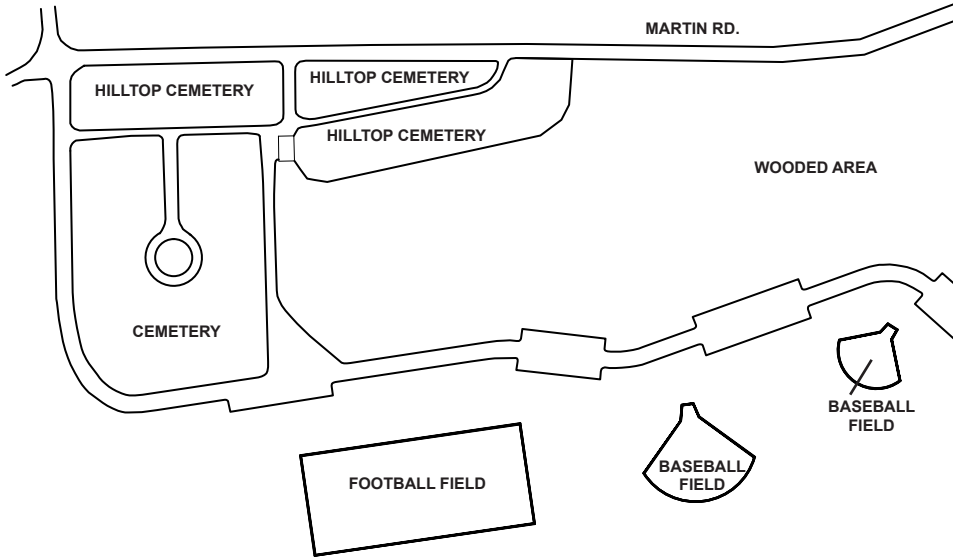 MARTIN RD.
HILLTOP CEMETERY
HILLTOP CEMETERY
HILLTOP CEMETERY
WOODED AREA
CEMETERY
BASEBALL
FIELD
BASEBALL
FIELD
FOOTBALL FIELD